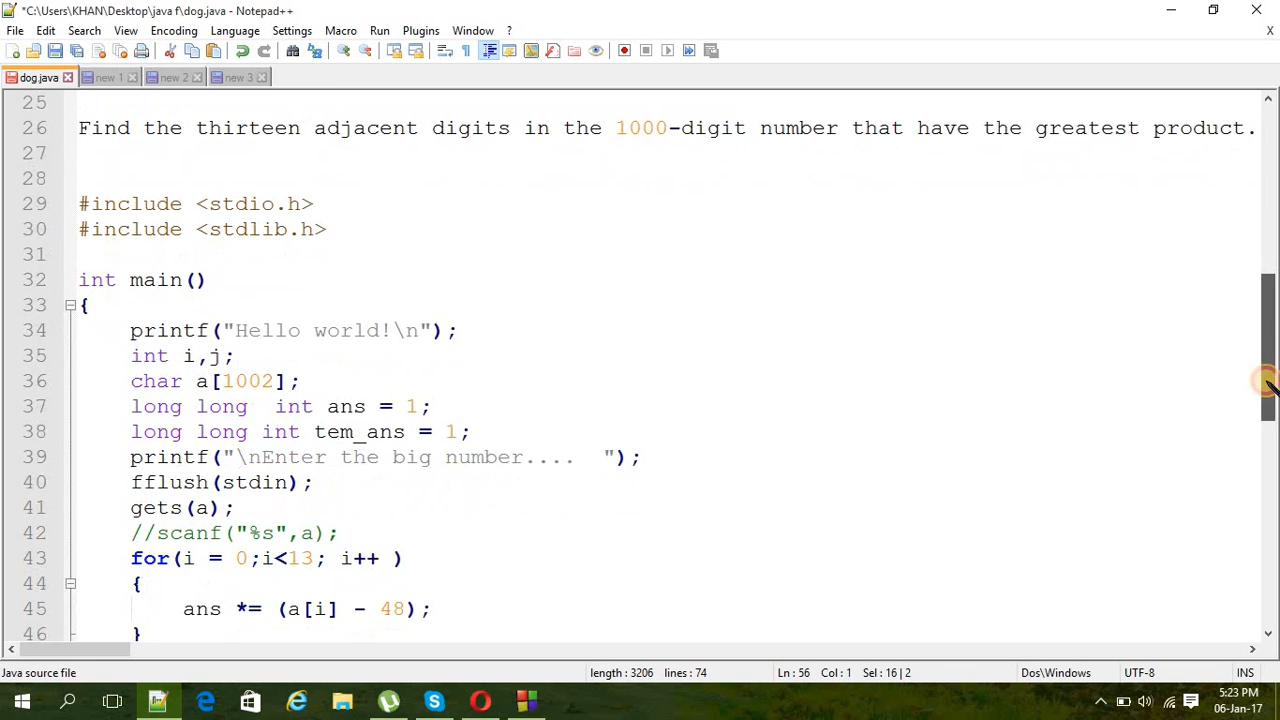 *C:\Users\KHAN\Desktop\java f\dog.java - Notepad++
File Edit Search View Encoding Language Settings Macro Run Plugins Window ?
X
dog.java new 1 new 2 new 3
25
26 Find the thirteen adjacent digits in the 1000-digit number that have the greatest product.
27
28
29 #include <stdio.h>
30 #include <stdlib.h>
31
32 int main()
33 {
34 printf("Hello world!\n");
35 int i,j;
36 char a[1002];
37 long long  int ans = 1;
38 long long int tem_ans = 1;
39 printf("\nEnter the big number....  ");
40 fflush(stdin);
41 gets(a);
42 //scanf("%s",a);
43 for(i = 0;i<13; i++ )
44 {
45 ans *= (a[i] - 48);
46 }
Java source file length : 3206 lines : 74 Ln : 56 Col : 1 Sel : 16 | 2 Dos\Windows UTF-8 INS
5:23 PM
06-Jan-17